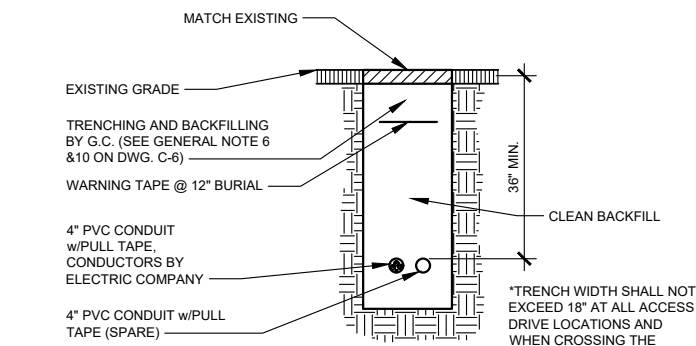 MATCH EXISTING
EXISTING GRADE
TRENCHING AND BACKFILLING
BY G.C. (SEE GENERAL NOTE 6
&10 ON DWG. C-6)
WARNING TAPE @ 12" BURIAL
36" MIN.
CLEAN BACKFILL
4" PVC CONDUIT
w/PULL TAPE,
CONDUCTORS BY
ELECTRIC COMPANY
4" PVC CONDUIT w/PULL
TAPE (SPARE)
*TRENCH WIDTH SHALL NOT
EXCEED 18" AT ALL ACCESS
DRIVE LOCATIONS AND
WHEN CROSSING THE